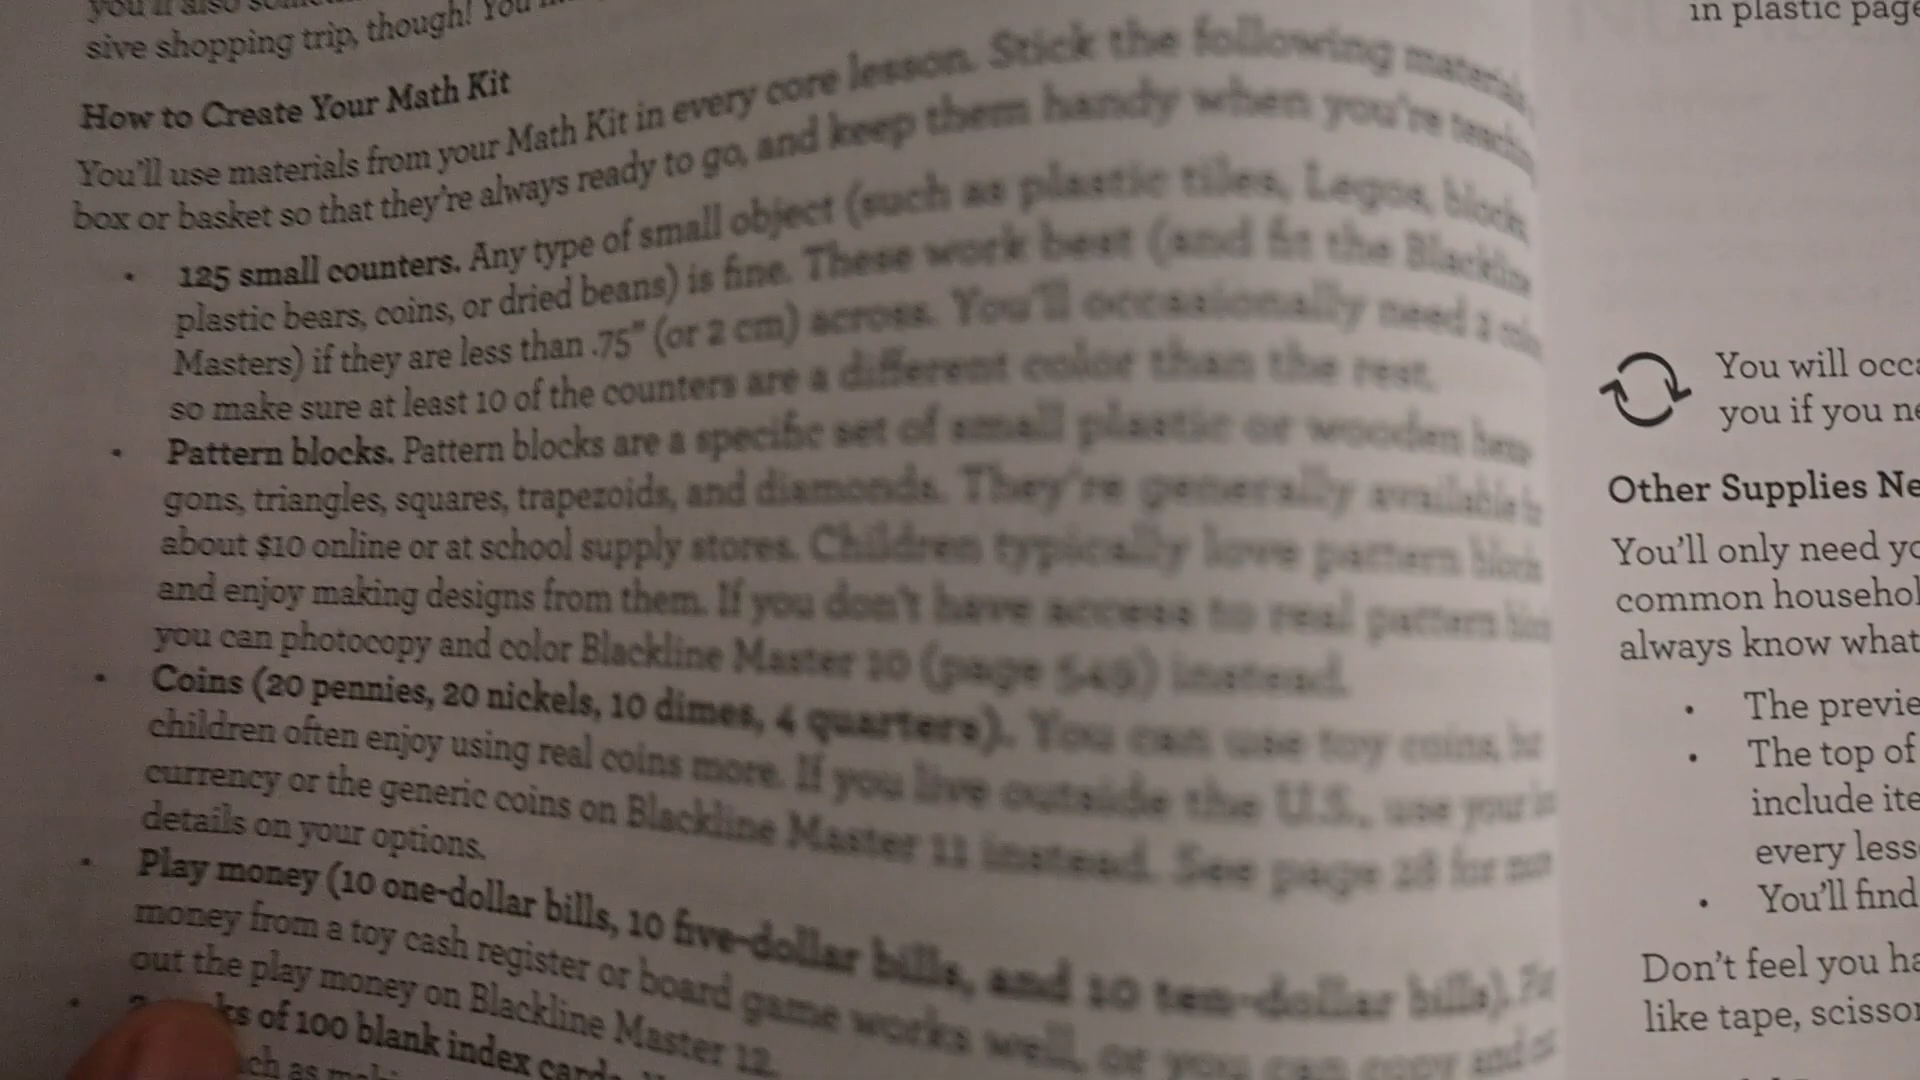 sive shopping trip, though! You
How to Create Your Math Kit
You'll use materials from your Math Kit in every core lesson. Stick the following
box or basket so that they're always ready to go, and keep them handy when you're
• 125 small counters. Any type of small object (such as plastic tiles, Legos, blocks,
plastic bears, coins, or dried beans) is fine. These work best (and fit the Blackline
Masters) if they are less than .75" (or 2 cm) across. You'll occasionally need 2
so make sure at least 10 of the counters are a different color than the rest.
• Pattern blocks. Pattern blocks are a specific set of small plastic or wooden hexa-
gons, triangles, squares, trapezoids, and diamonds. They're generally available
about $10 online or at school supply stores. Children typically love pattern blocks
and enjoy making designs from them. If you don't have access to real pattern
you can photocopy and color Blackline Master 10 (page 549) instead.
• Coins (20 pennies, 20 nickels, 10 dimes, 4 quarters). You can use toy coins, but
children often enjoy using real coins more. If you live outside the U.S., use your
currency or the generic coins on Blackline Master 11 instead. See page 28 for
details on your options.
• Play money (10 one-dollar bills, 10 five-dollar bills, and 10 ten-dollar bills).
money from a toy cash register or board game works well, or you can copy and
out the play money on Blackline Master 12.
• of 100 blank index cards.
as
in plastic page
You will occa
you if you ne
Other Supplies Ne
You'll only need yo
common househol
always know what
• The previe
• The top of
include ite
every less
• You'll find
Don't feel you ha
like tape, scissor